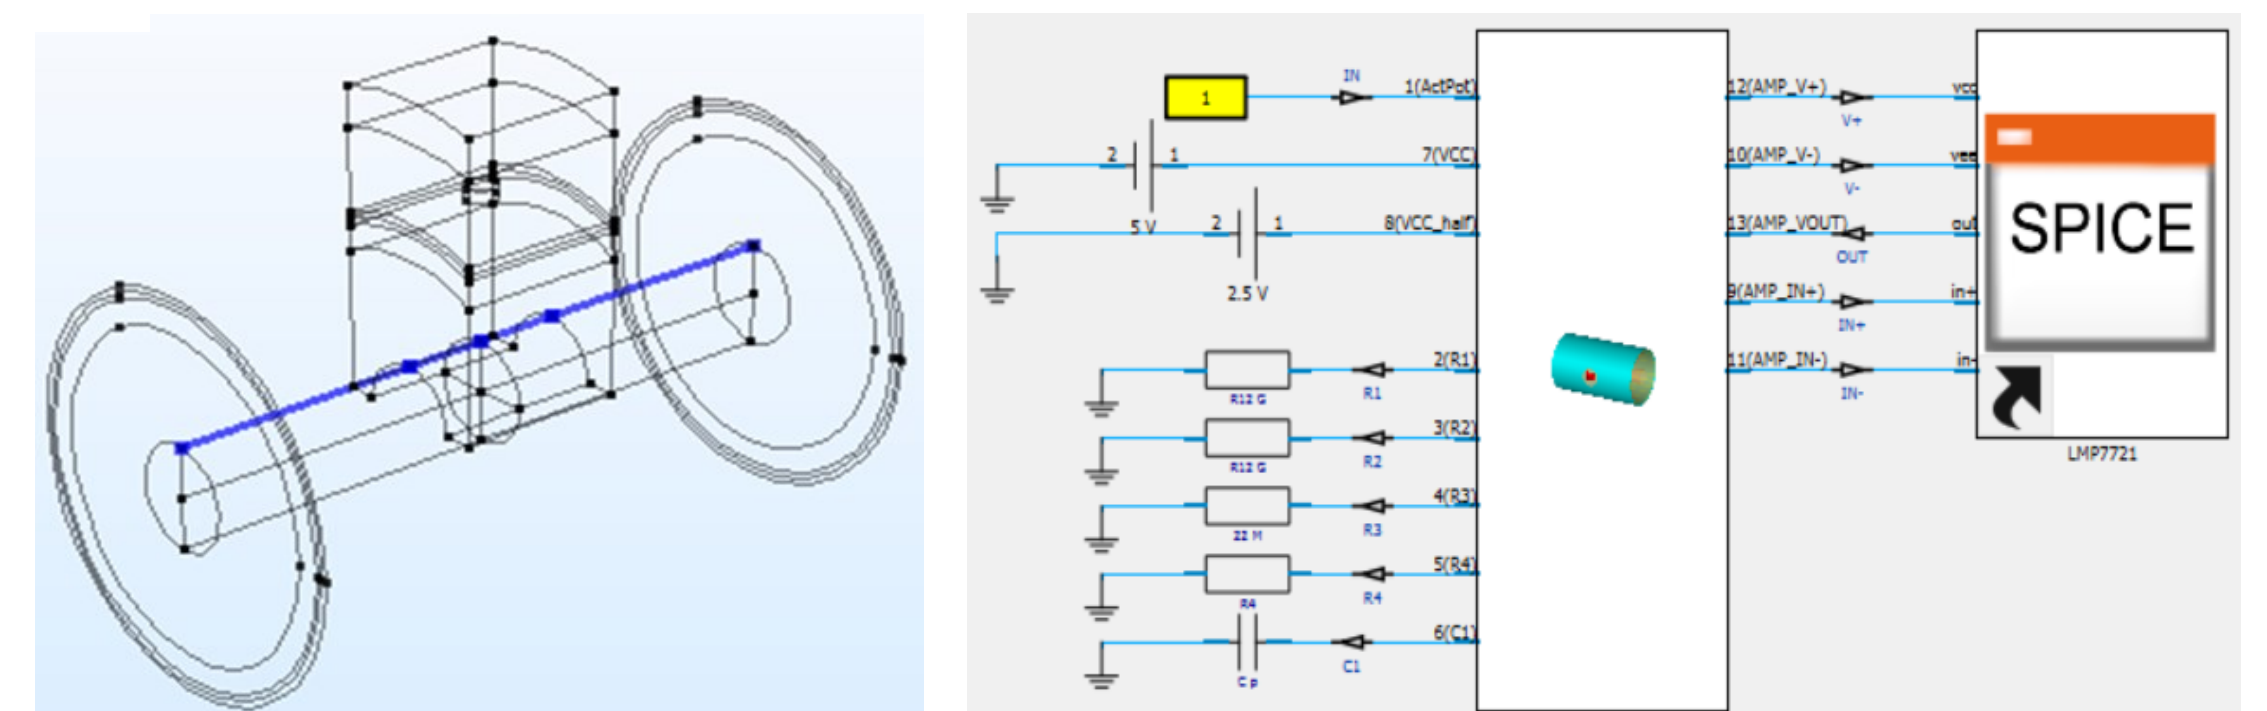 IN
1
1(ActPot)
2 1
7(VCC)
5 V
2 1
8(VCC_half)
2.5 V
2(R1)
R12 G
R1
3(R2)
R12 G
R2
4(R3)
22 M
R3
5(R4)
R4
R4
6(C1)
C1
C p
12(AMP_V+)
V+
vcc
10(AMP_V-)
V-
vee
13(AMP_VOUT)
OUT
out
9(AMP_IN+)
IN+
in+
11(AMP_IN-)
IN-
in-
SPICE
LMP7721